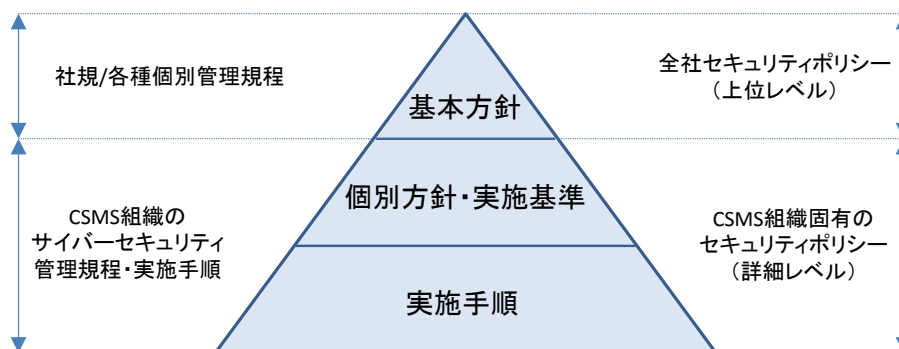 社規/各種個別管理規程
全社セキュリティポリシー
（上位レベル）
基本方針
個別方針・実施基準
CSMS組織の
サイバーセキュリティ
管理規程・実施手順
CSMS組織固有の
セキュリティポリシー
（詳細レベル）
実施手順